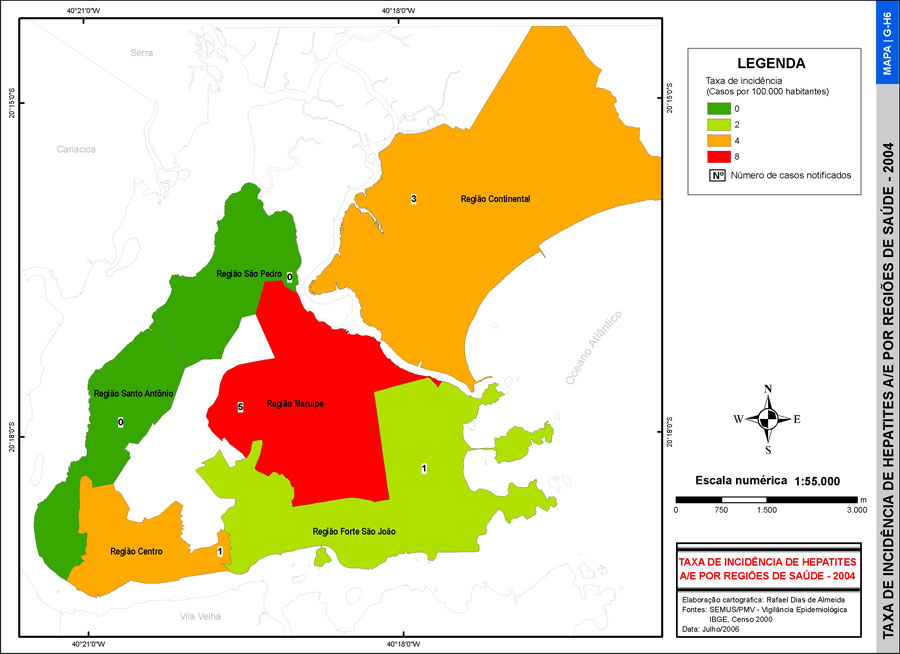 40°21'0"W
40°18'0"W
Serra
20°15'0"S
Cariacica
3
Região Continental
Região São Pedro
0
Oceano Atlântico
Região Santo Antônio
0
5
Região Maruípe
20°18'0"S
1
Região Forte São João
Região Centro
1
Vila Velha
40°21'0"W
40°18'0"W
20°15'0"S
20°18'0"S
LEGENDA
Taxa de incidência
(Casos por 100.000 habitantes)
0
2
4
8
Nº Número de casos notificados
N
W E
S
Escala numérica 1:55.000
m
0 750 1.500 3.000
TAXA DE INCIDÊNCIA DE HEPATITES
A/E POR REGIÕES DE SAÚDE - 2004
Elaboração cartográfica: Rafael Dias de Almeida
Fontes: SEMUS/PMV - Vigilância Epidemiológica
IBGE, Censo 2000
Data: Julho/2006
MAPA | G-H6
TAXA DE INCIDÊNCIA DE HEPATITES A/E POR REGIÕES DE SAÚDE - 2004